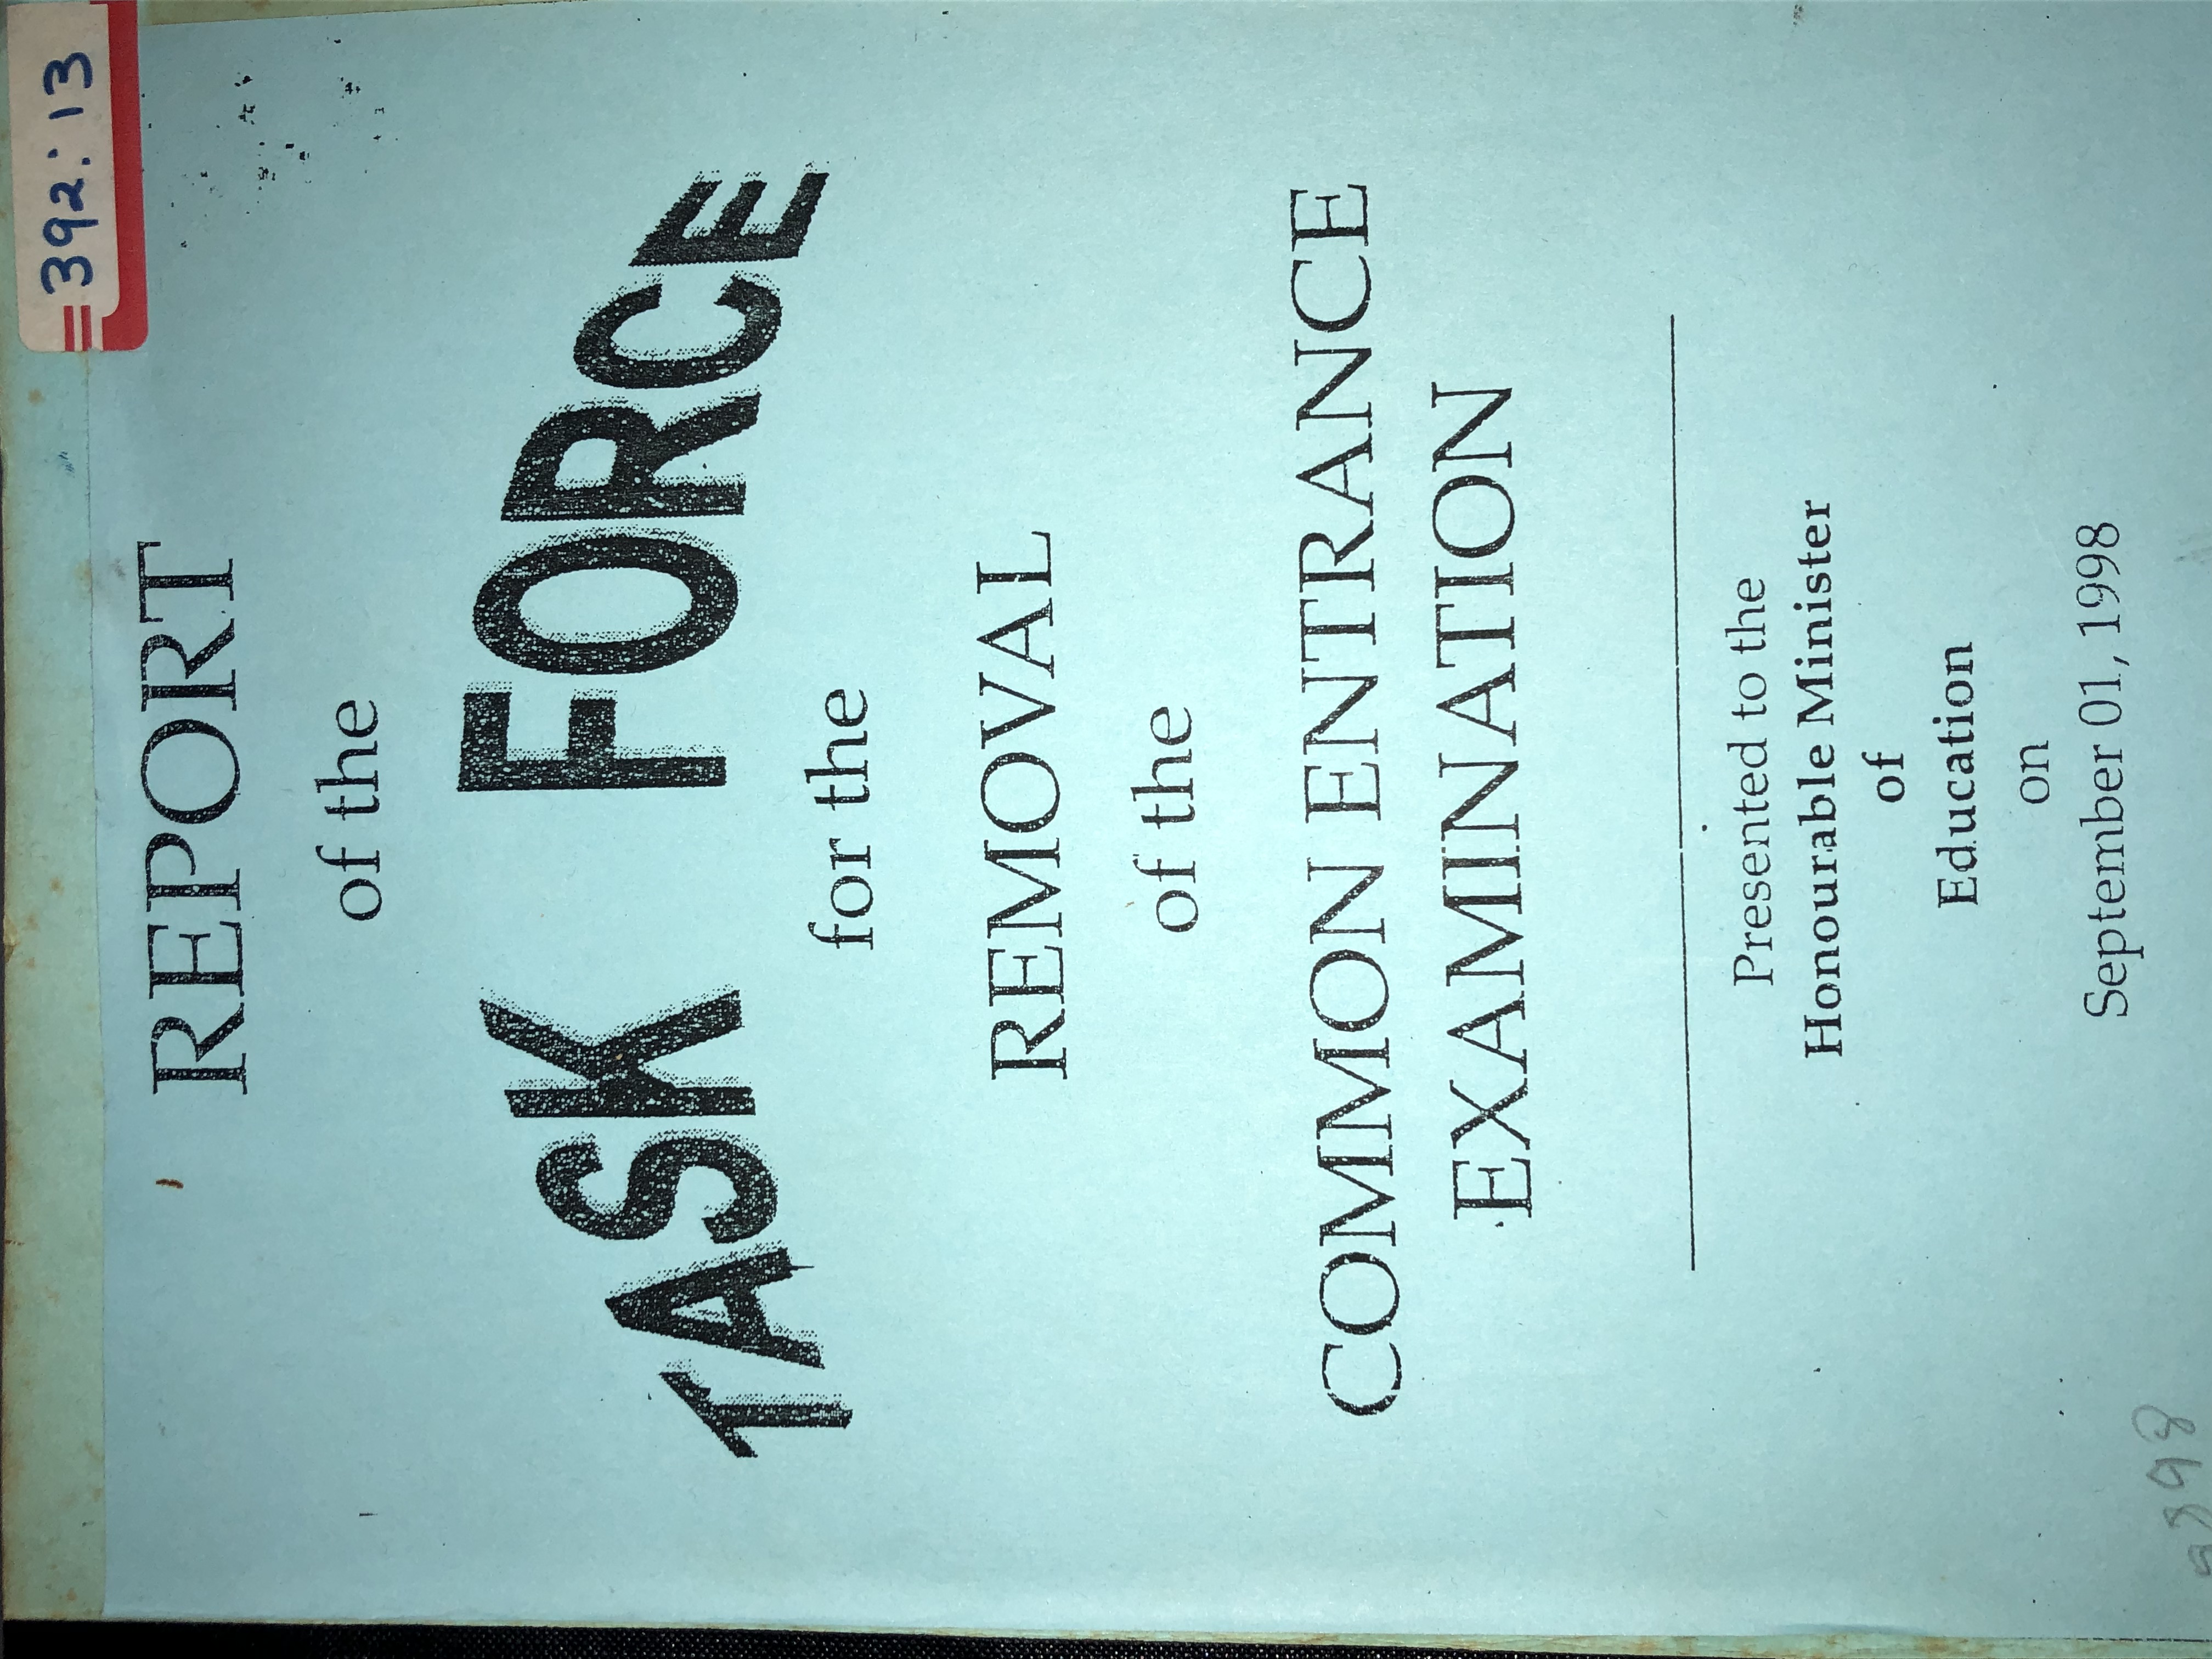 392:13
REPORT
of the
TASK FORCE
for the
REMOVAL
of the
COMMON ENTRANCE
EXAMINATION
Presented to the
Honourable Minister
of
Education
on
September 01, 1998